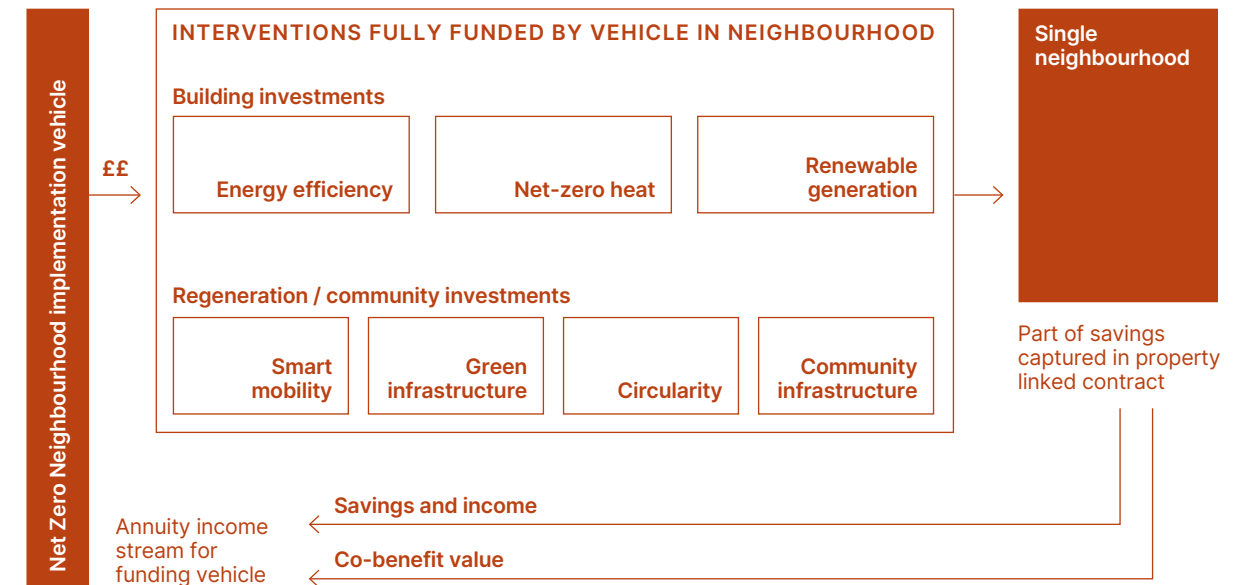 Net Zero Neighbourhood implementation vehicle
££
INTERVENTIONS FULLY FUNDED BY VEHICLE IN NEIGHBOURHOOD
Building investments
Energy efficiency
Net-zero heat
Renewable
generation
Regeneration / community investments
Smart
mobility
Green
infrastructure
Circularity
Community
infrastructure
Single
neighbourhood
Part of savings
captured in property
linked contract
Savings and income
Co-benefit value
Annuity income
stream for
funding vehicle